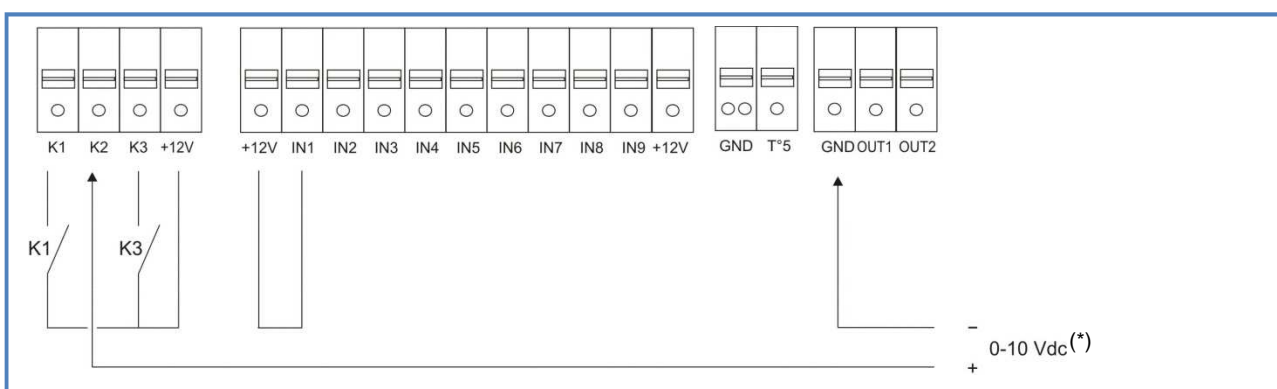 K1 K2 K3 +12V +12V IN1 IN2 IN3 IN4 IN5 IN6 IN7 IN8 IN9 +12V GND T°5 GND OUT1 OUT2
K1 K3
−
0-10 Vdc(*)
+